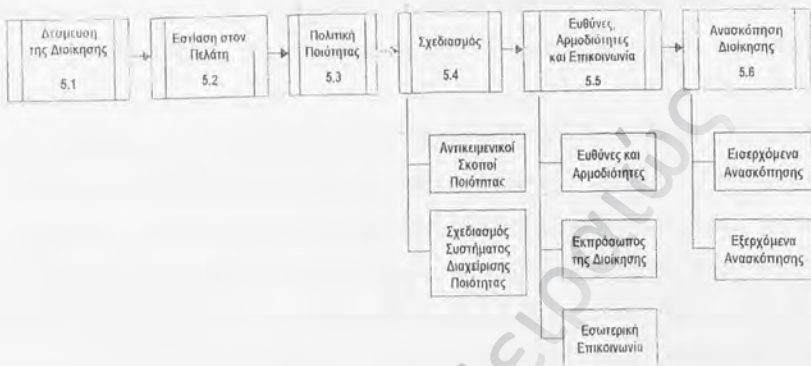 Δέσμευση
της Διοίκησης
5.1
Εστίαση στον
Πελάτη
5.2
Πολιτική
Ποιότητας
5.3
Σχεδιασμός
5.4
Ευθύνες,
Αρμοδιότητες
και Επικοινωνία
5.5
Ανασκόπηση
Διοίκησης
5.6
Αντικειμενικοί
Σκοποί
Ποιότητας
Σχεδιασμός
Συστήματος
Διαχείρισης
Ποιότητας
Ευθύνες και
Αρμοδιότητες
Εκπρόσωπος
της Διοίκησης
Εσωτερική
Επικοινωνία
Εισερχόμενα
Ανασκόπησης
Εξερχόμενα
Ανασκόπησης